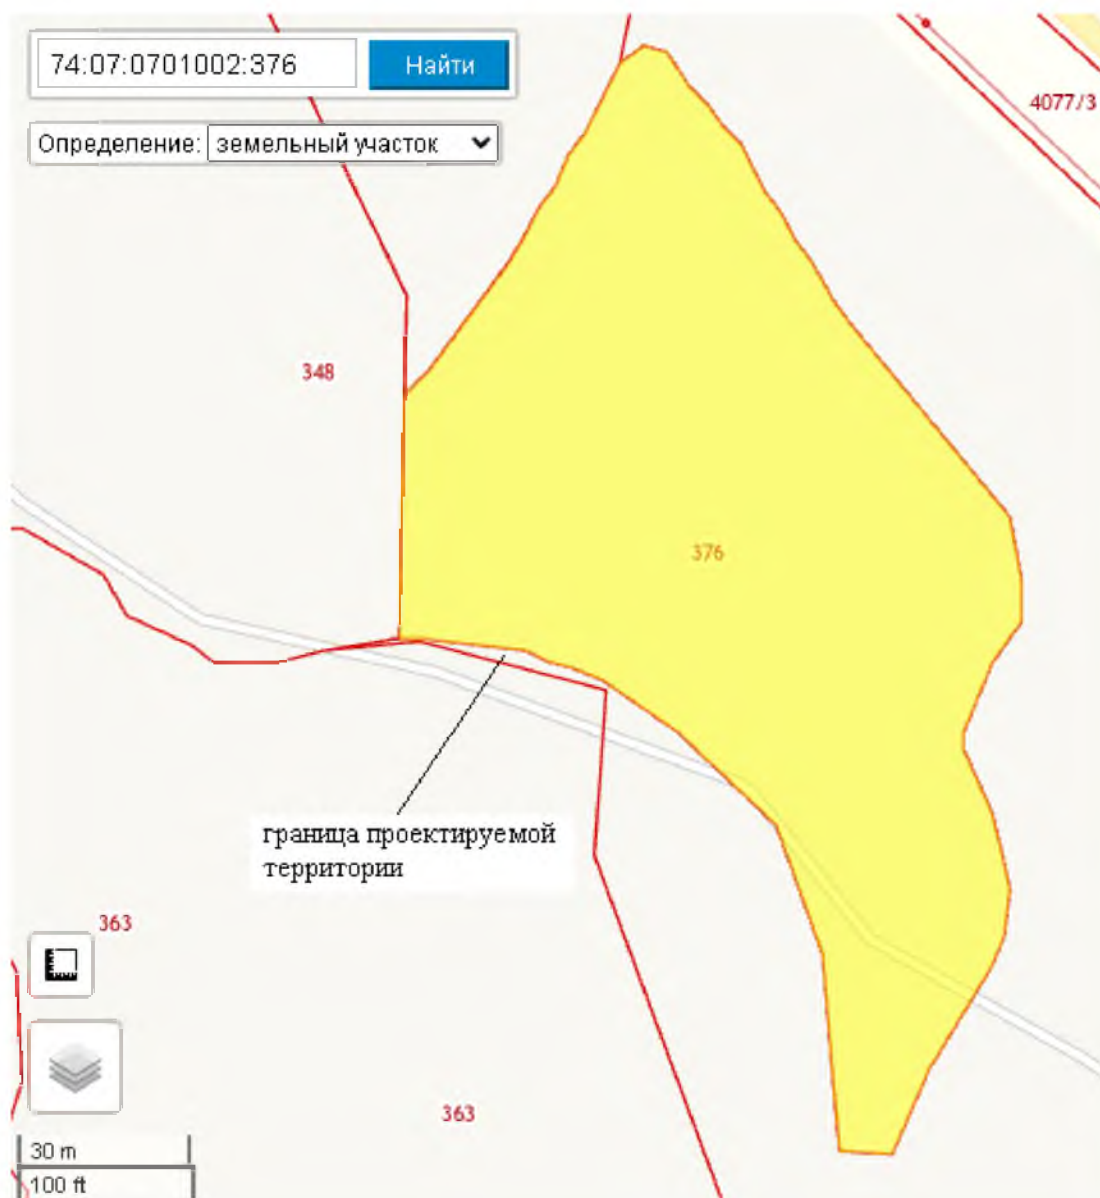 74:07:0701002:376
Найти
Определение: земельный участок
4077/3
348
376
граница проектируемой
территории
363
363
30 m
100 ft